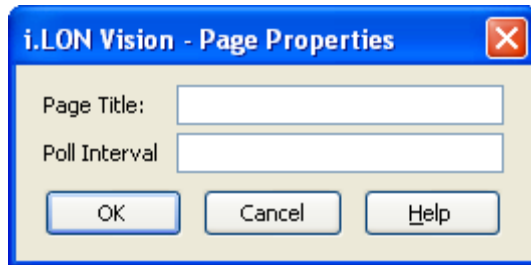 i.LON Vision - Page Properties
Page Title:
Poll Interval
OK Cancel Help